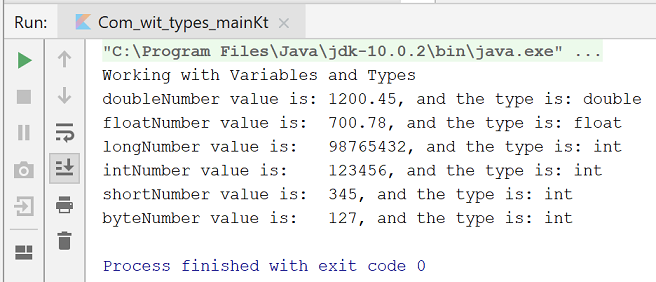 Run: Com_wit_types_mainKt ×
"C:\Program Files\Java\jdk-10.0.2\bin\java.exe" ...
Working with Variables and Types
doubleNumber value is: 1200.45, and the type is: double
floatNumber value is:  700.78, and the type is: float
longNumber value is:   98765432, and the type is: int
intNumber value is:    123456, and the type is: int
shortNumber value is:  345, and the type is: int
byteNumber value is:   127, and the type is: int
Process finished with exit code 0